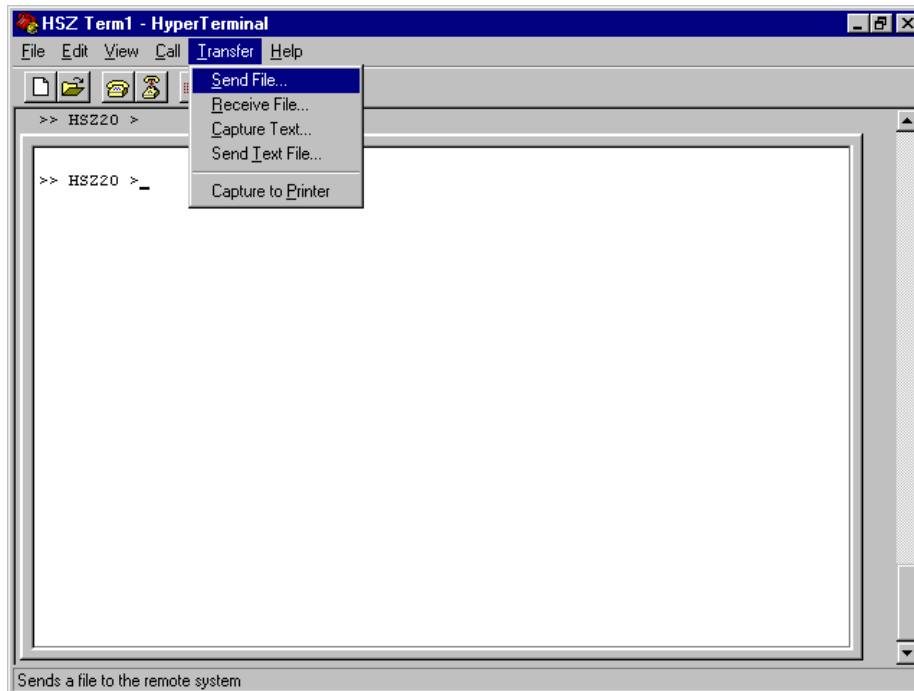 HSZ Term1 - HyperTerminal
File Edit View Call Transfer Help
Send File...
Receive File...
Capture Text...
Send Text File...
Capture to Printer
>> HSZ20 >
>> HSZ20 >_
Sends a file to the remote system